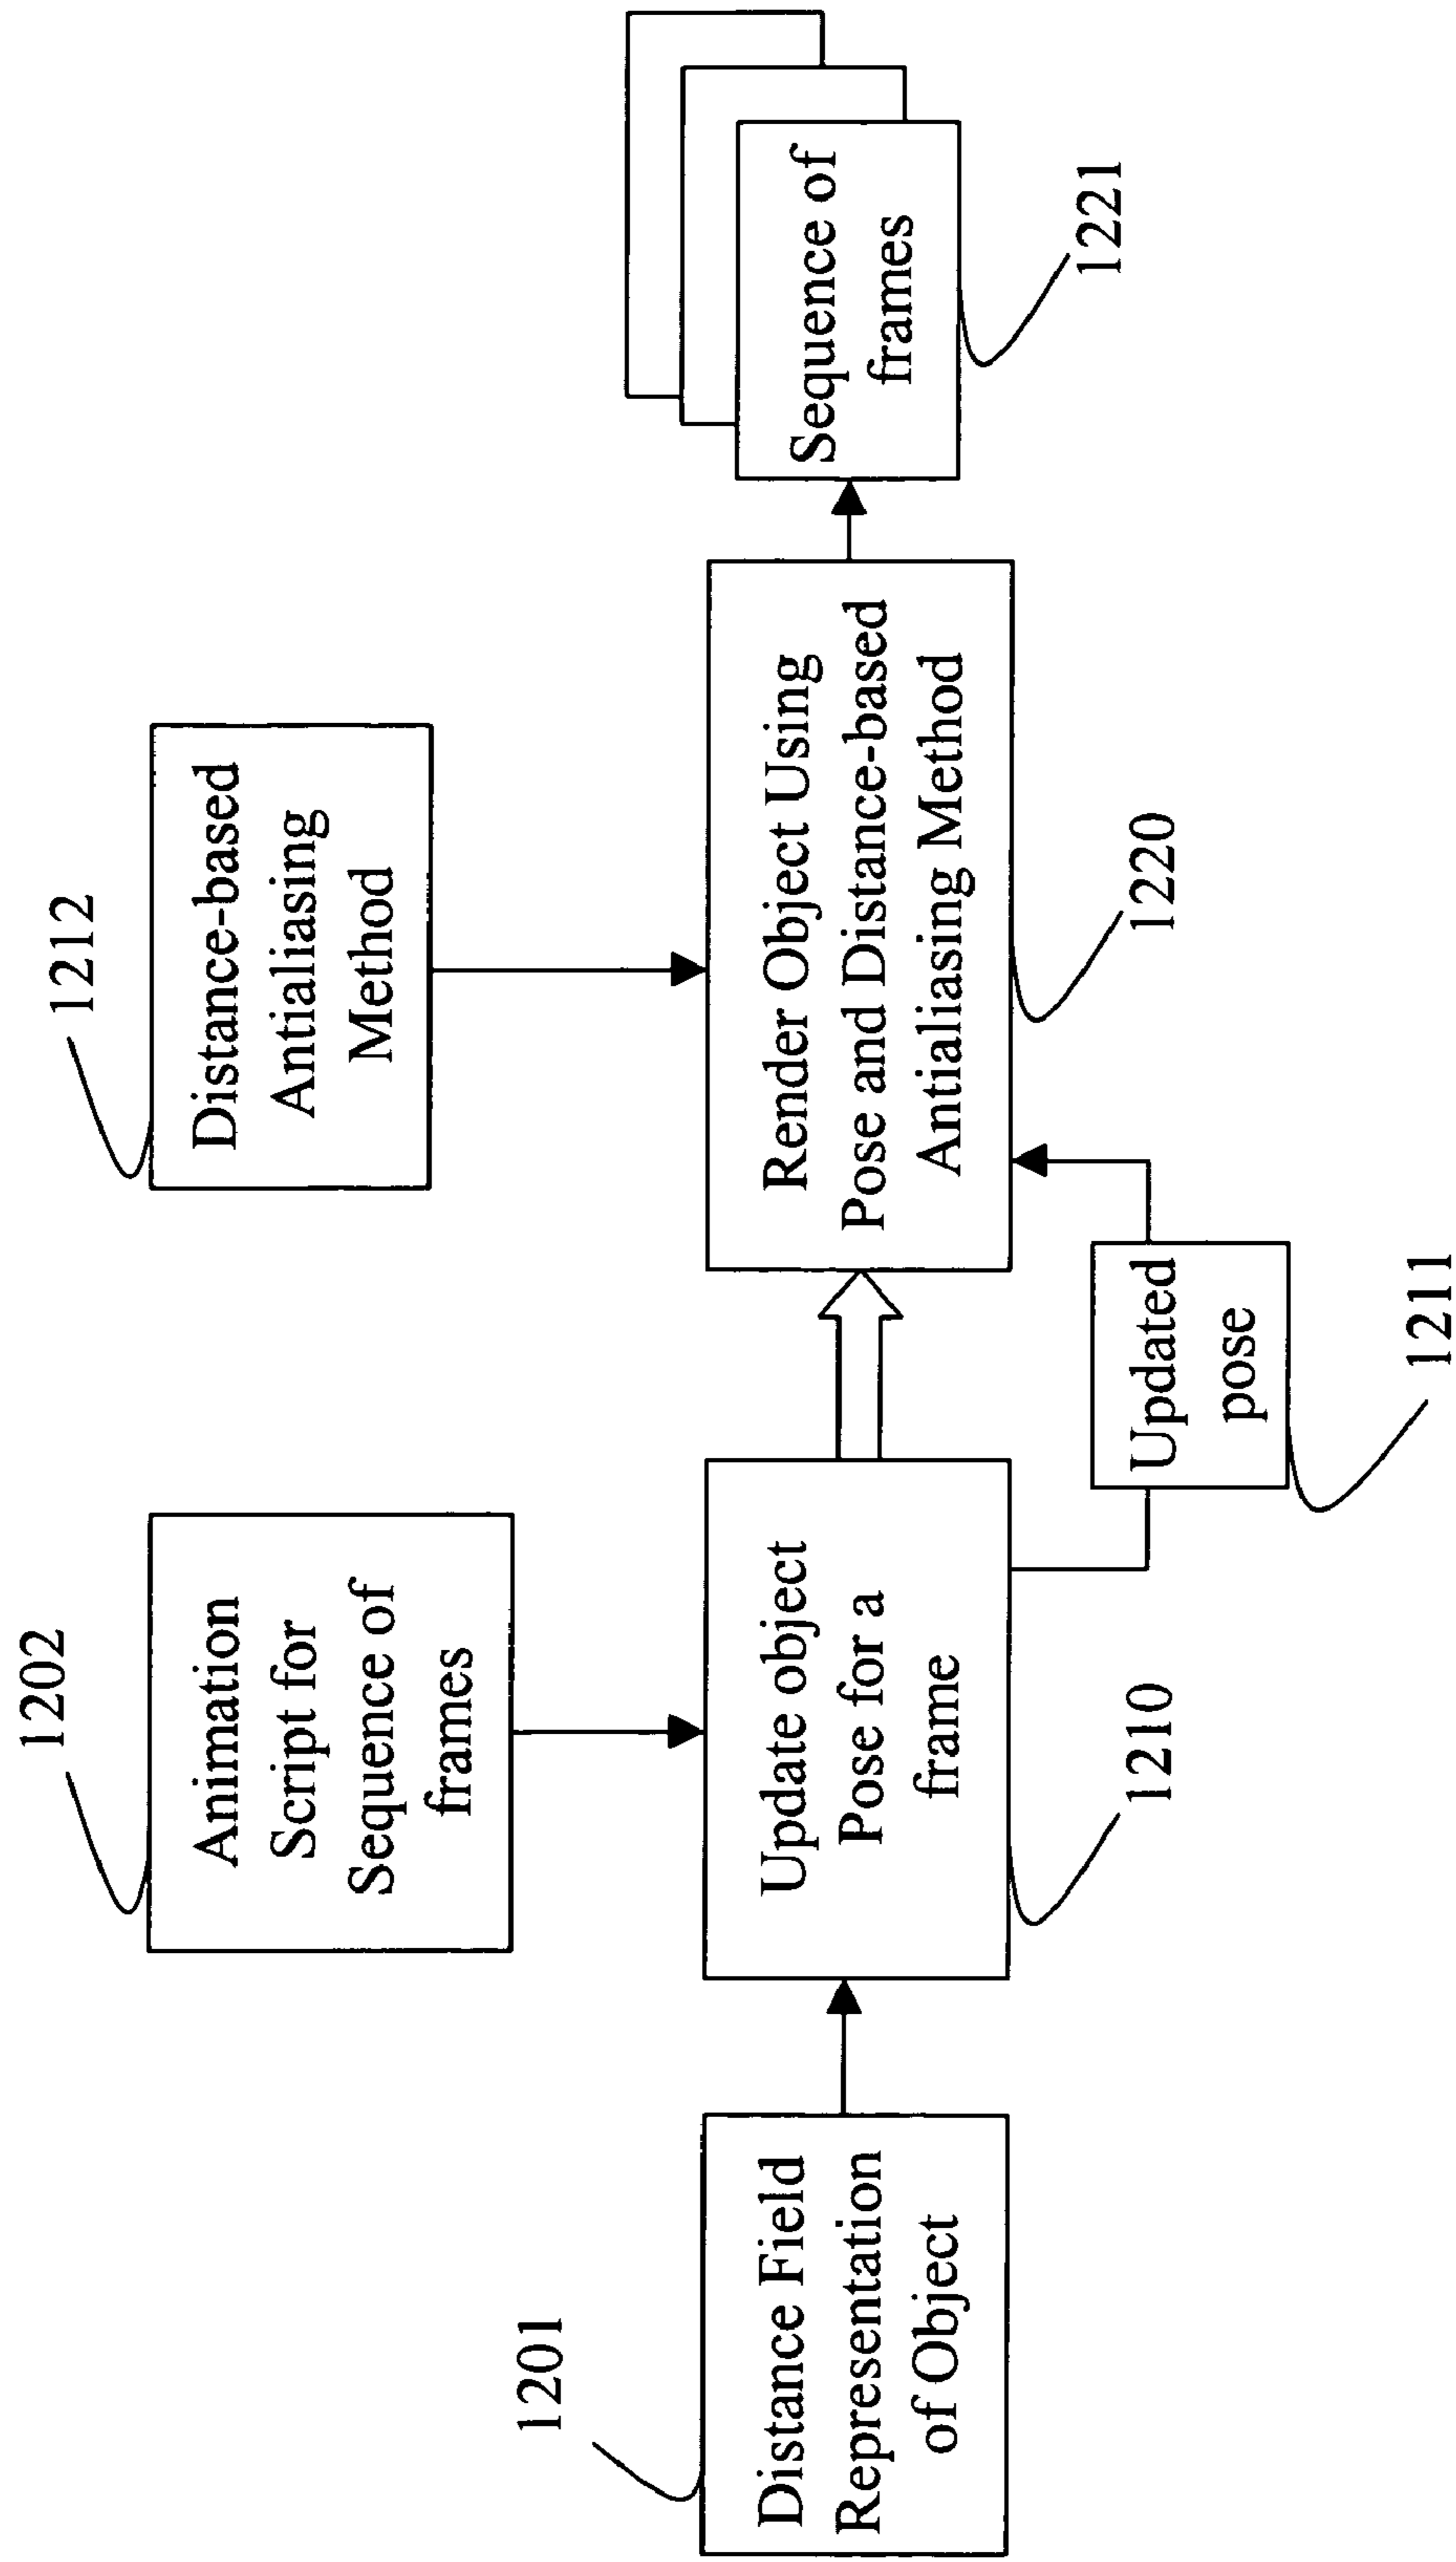 1202
Animation
Script for
Sequence of
frames
1212
Distance-based
Antialiasing
Method
1201
Distance Field
Representation
of Object
Update object
Pose for a
frame
1210
Updated
pose
1211
Render Object Using
Pose and Distance-based
Antialiasing Method
1220
Sequence of
frames
1221